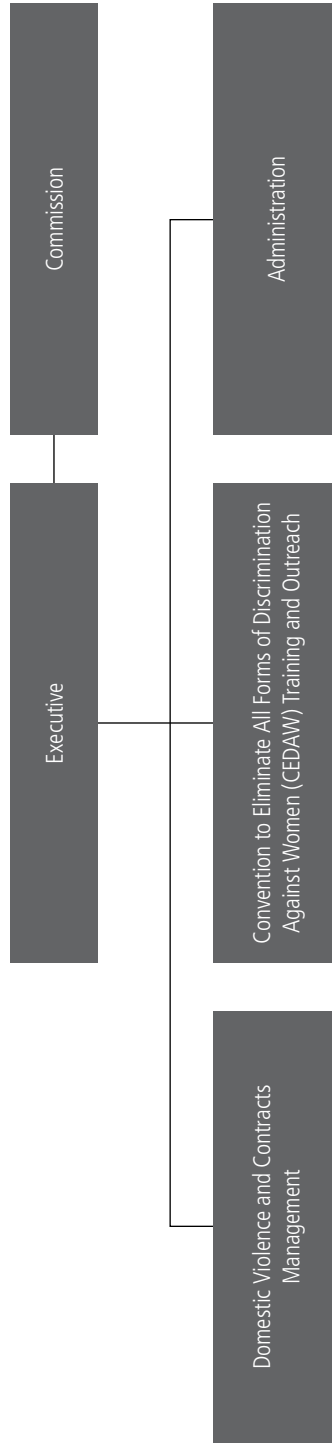 Executive
Commission
Domestic Violence and Contracts
Management
Convention to Eliminate All Forms of Discrimination
Against Women (CEDAW) Training and Outreach
Administration